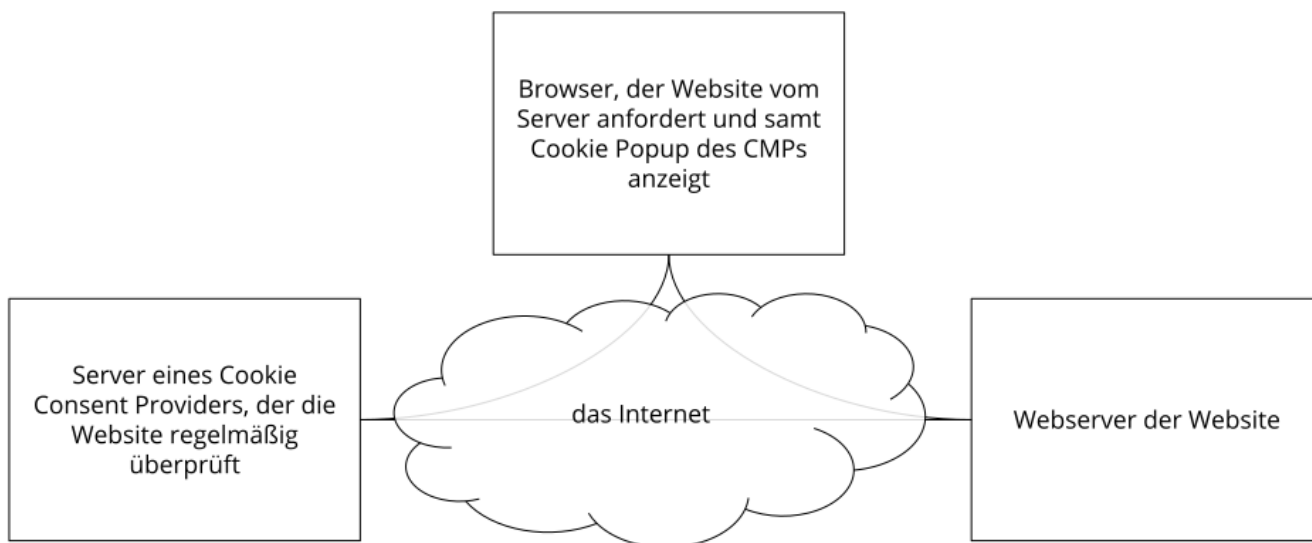 Browser, der Website vom
Server anfordert und samt
Cookie Popup des CMPs
anzeigt
Server eines Cookie
Consent Providers, der die
Website regelmäßig
überprüft
das Internet
Webserver der Website